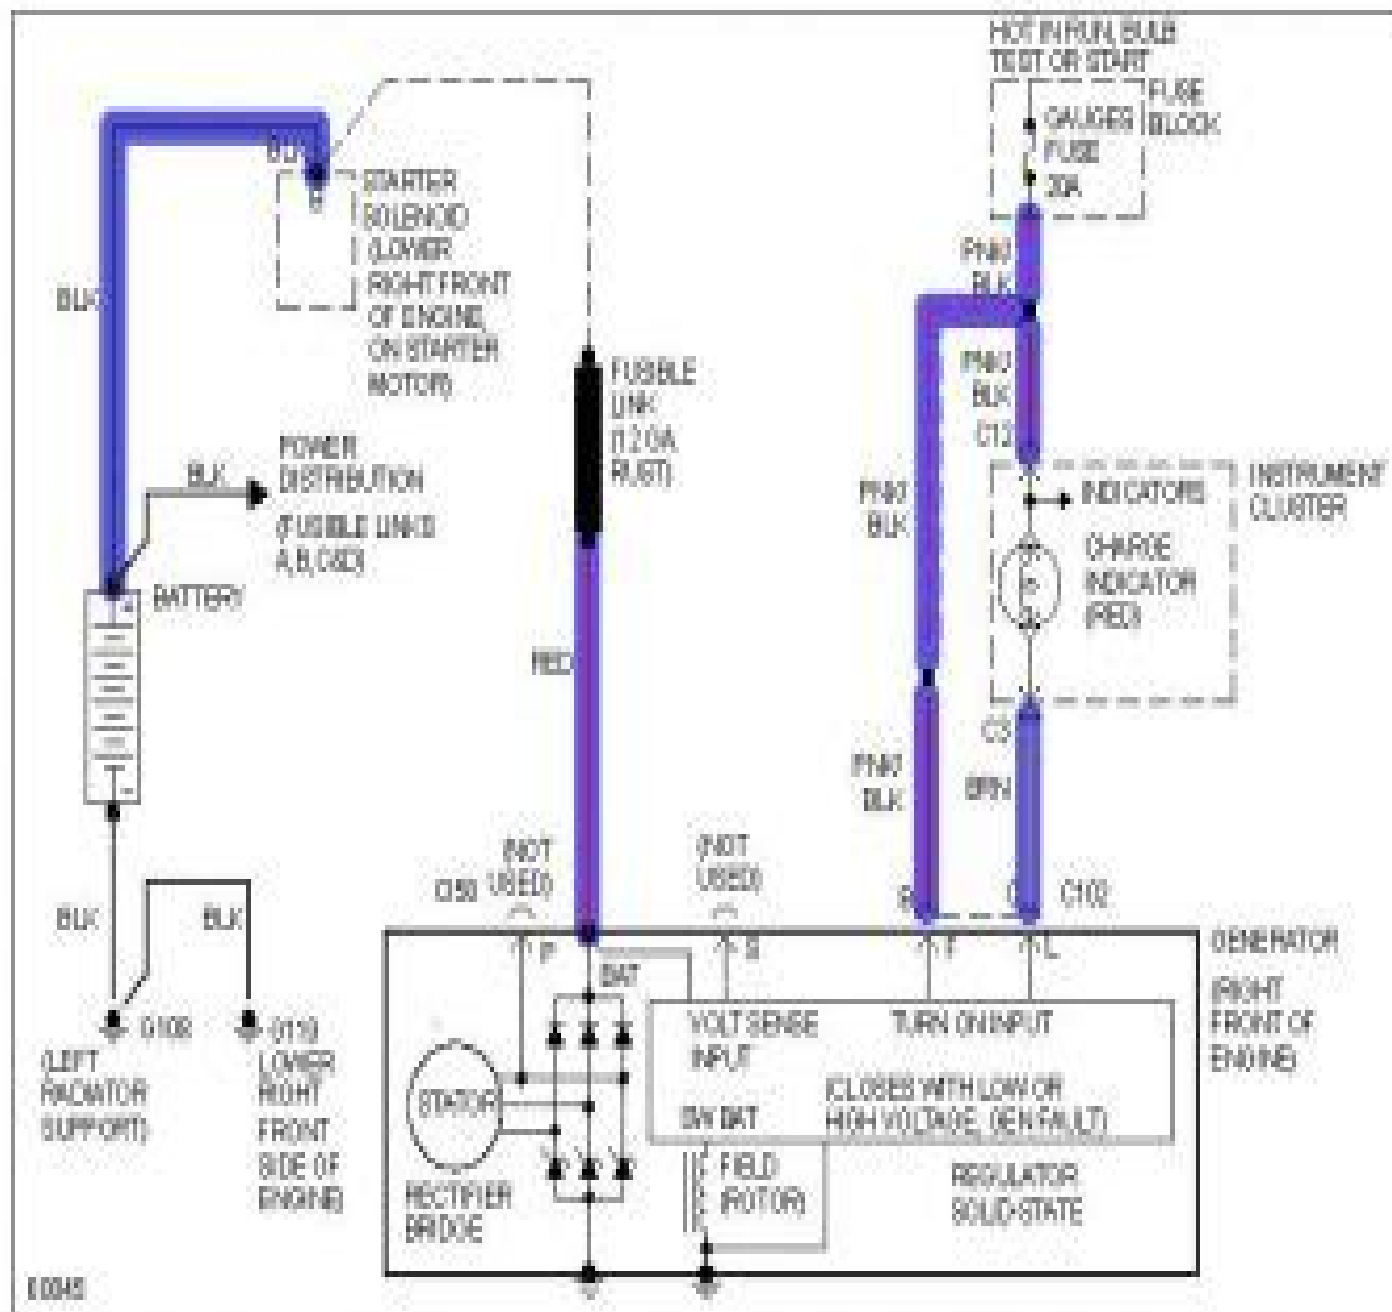 HOT IN RUN, BULB
TEST OR START
FUSE
BLOCK
GAUGES
FUSE
20A
PNK/
BLK
PNK/
BLK
C12
INDICATORS
INSTRUMENT
CLUSTER
CHARGE
INDICATOR
(RED)
C3
BRN
PNK/
BLK
PNK/
BLK
C102
BLK
STARTER
SOLENOID
(LOWER
RIGHT FRONT
OF ENGINE,
ON STARTER
MOTOR)
BLK
BLK
POWER
DISTRIBUTION
(FUSIBLE LINKS
A,B,C&D)
BATTERY
FUSIBLE
LINK
RUST)
RED
(NOT
USED)
(NOT
USED)
BLK
BLK
G108
(LEFT
RADIATOR
SUPPORT)
LOWER
RIGHT
FRONT
SIDE OF
ENGINE)
P
BAT
S
F
L
GENERATOR
(RIGHT
FRONT OF
ENGINE)
VOLT SENSE
INPUT
TURN ON INPUT
(CLOSES WITH LOW OR
HIGH VOLTAGE, GEN FAULT)
BAT
STATOR
RECTIFIER
BRIDGE
FIELD
(ROTOR)
REGULATOR
SOLID-STATE